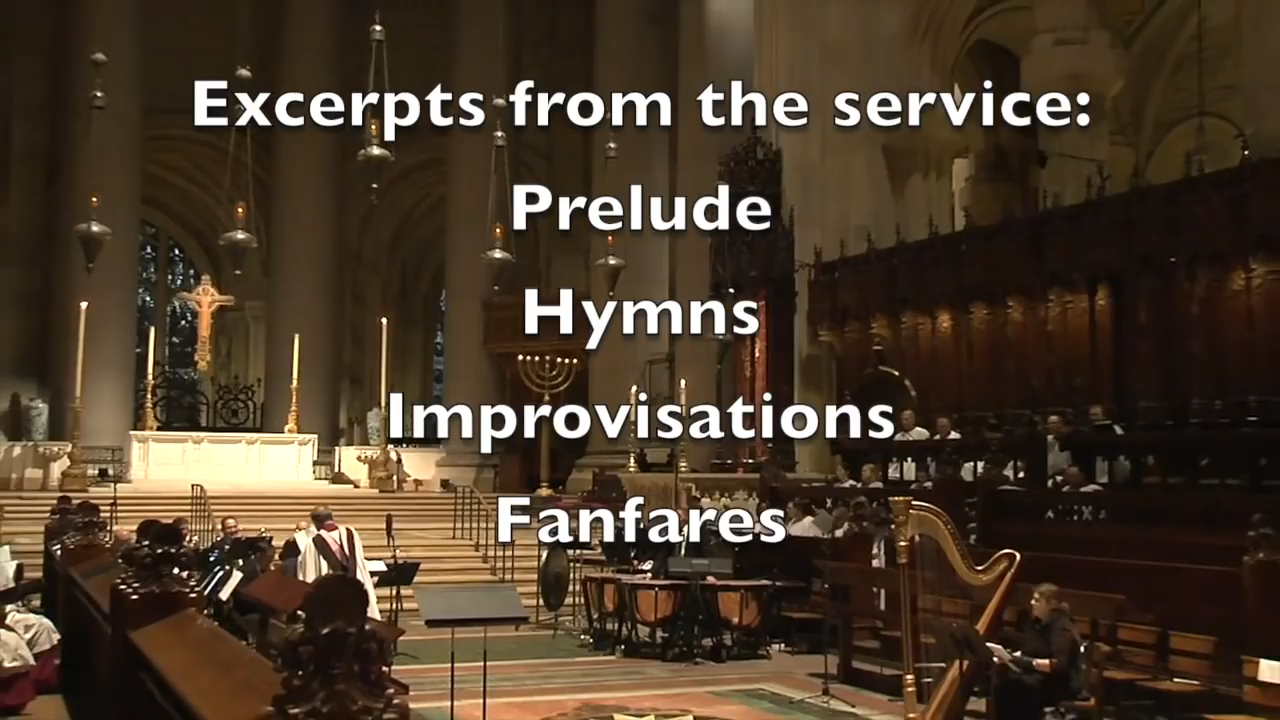 Excerpts from the service:
Prelude
Hymns
Improvisations
Fanfares